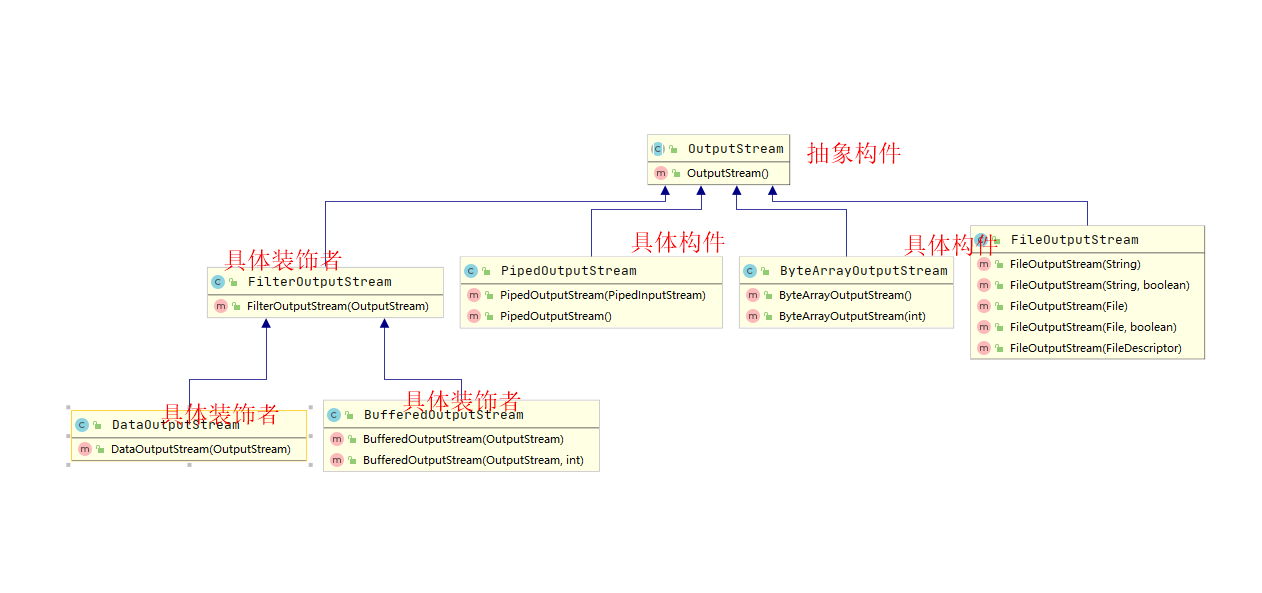 OutputStream
OutputStream()
抽象构件
具体装饰者
FilterOutputStream
FilterOutputStream(OutputStream)
具体构件
PipedOutputStream
PipedOutputStream(PipedInputStream)
PipedOutputStream()
ByteArrayOutputStream
ByteArrayOutputStream()
ByteArrayOutputStream(int)
具体构件
FileOutputStream
FileOutputStream(String)
FileOutputStream(String, boolean)
FileOutputStream(File)
FileOutputStream(File, boolean)
FileOutputStream(FileDescriptor)
具体装饰者
DataOutputStream
DataOutputStream(OutputStream)
具体装饰者
BufferedOutputStream
BufferedOutputStream(OutputStream)
BufferedOutputStream(OutputStream, int)